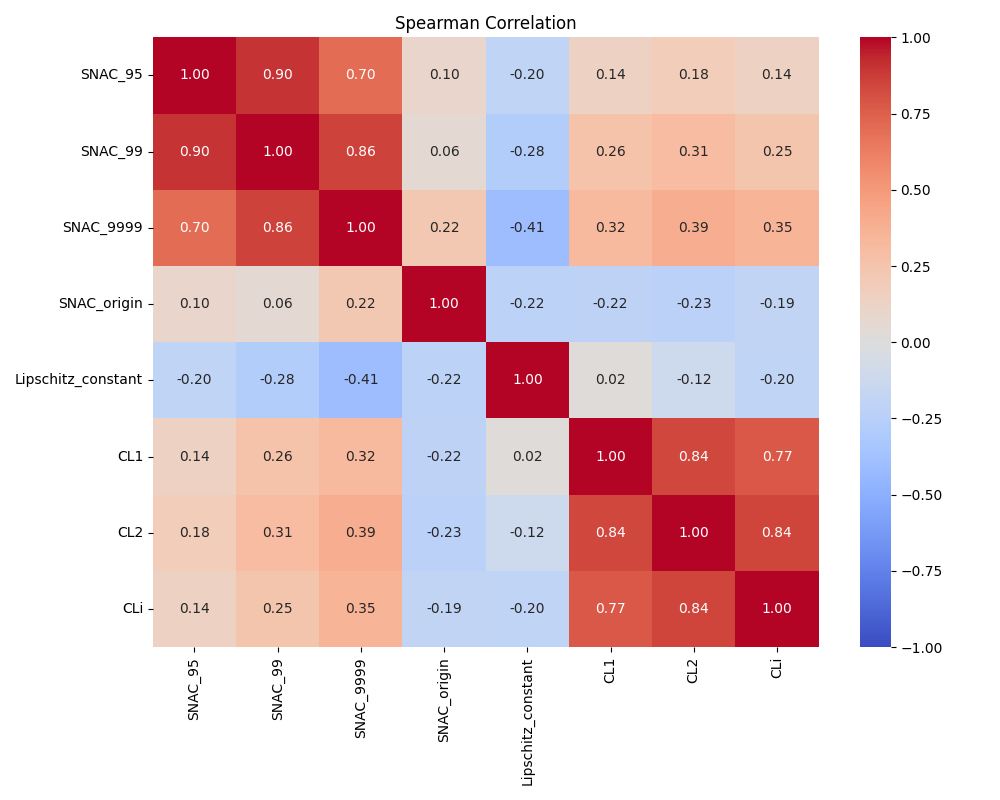 Spearman Correlation
SNAC_95 1.00 0.90 0.70 0.10 -0.20 0.14 0.18 0.14
SNAC_99 0.90 1.00 0.86 0.06 -0.28 0.26 0.31 0.25
SNAC_9999 0.70 0.86 1.00 0.22 -0.41 0.32 0.39 0.35
SNAC_origin 0.10 0.06 0.22 1.00 -0.22 -0.22 -0.23 -0.19
Lipschitz_constant -0.20 -0.28 -0.41 -0.22 1.00 0.02 -0.12 -0.20
CL1 0.14 0.26 0.32 -0.22 0.02 1.00 0.84 0.77
CL2 0.18 0.31 0.39 -0.23 -0.12 0.84 1.00 0.84
CLi 0.14 0.25 0.35 -0.19 -0.20 0.77 0.84 1.00
SNAC_95
SNAC_99
SNAC_9999
SNAC_origin
Lipschitz_constant
CL1
CL2
CLi
1.00
0.75
0.50
0.25
0.00
−0.25
−0.50
−0.75
−1.00